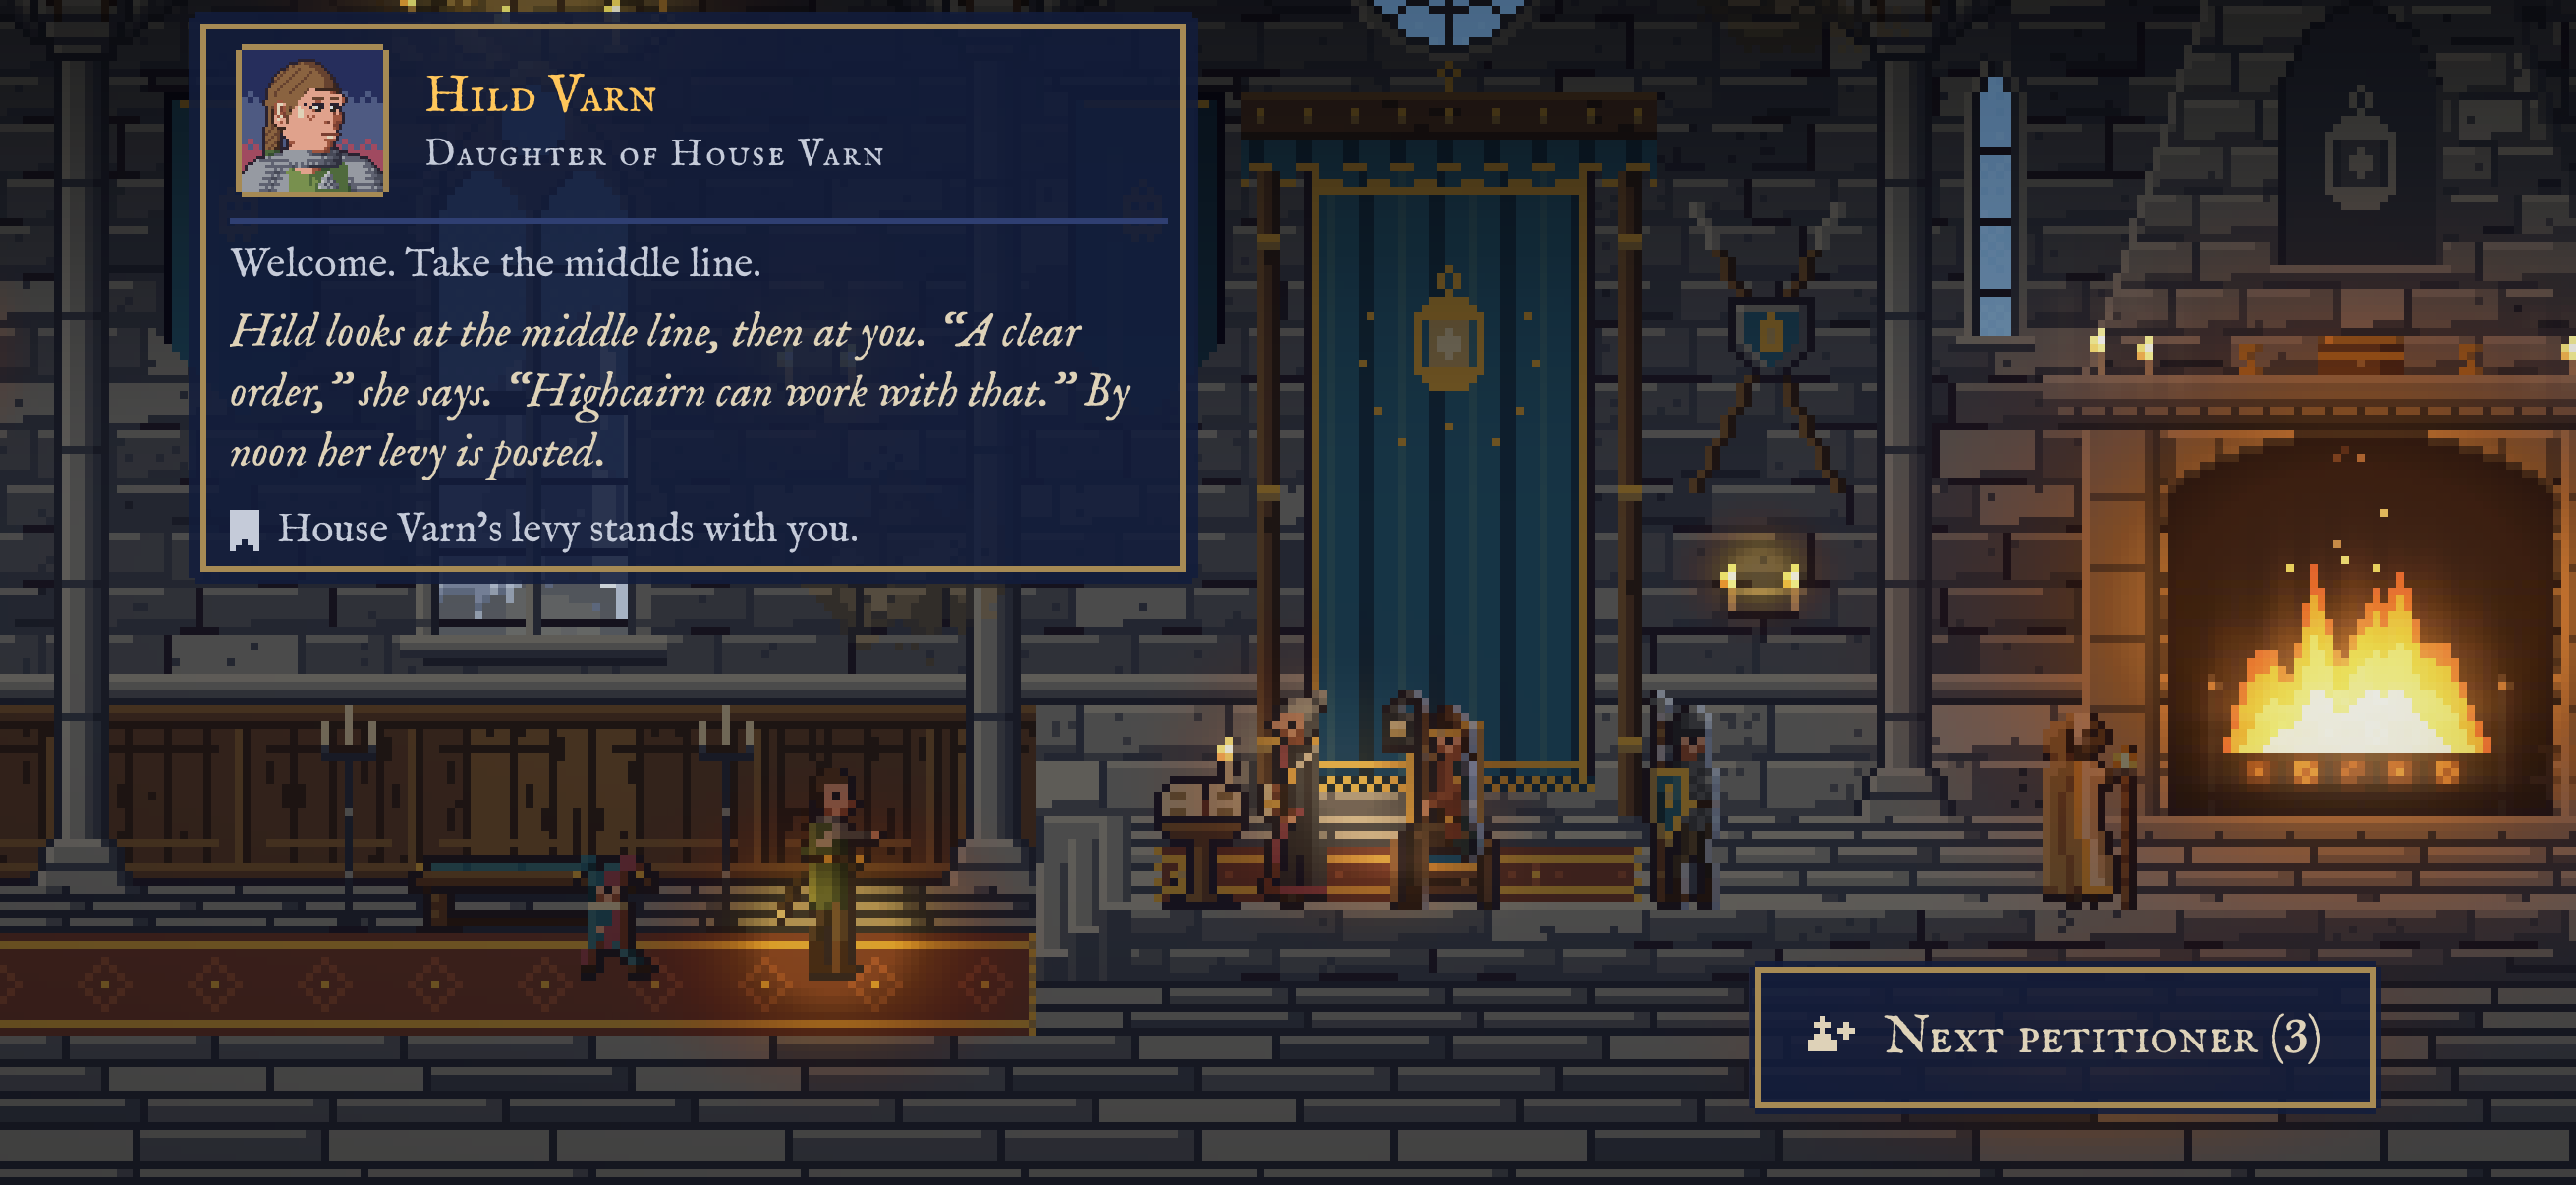 Hild Varn
Daughter of House Varn
Welcome. Take the middle line.
Hild looks at the middle line, then at you. “A clear
order,” she says. “Highcairn can work with that.” By
noon her levy is posted.
House Varn’s levy stands with you.
Next petitioner (3)